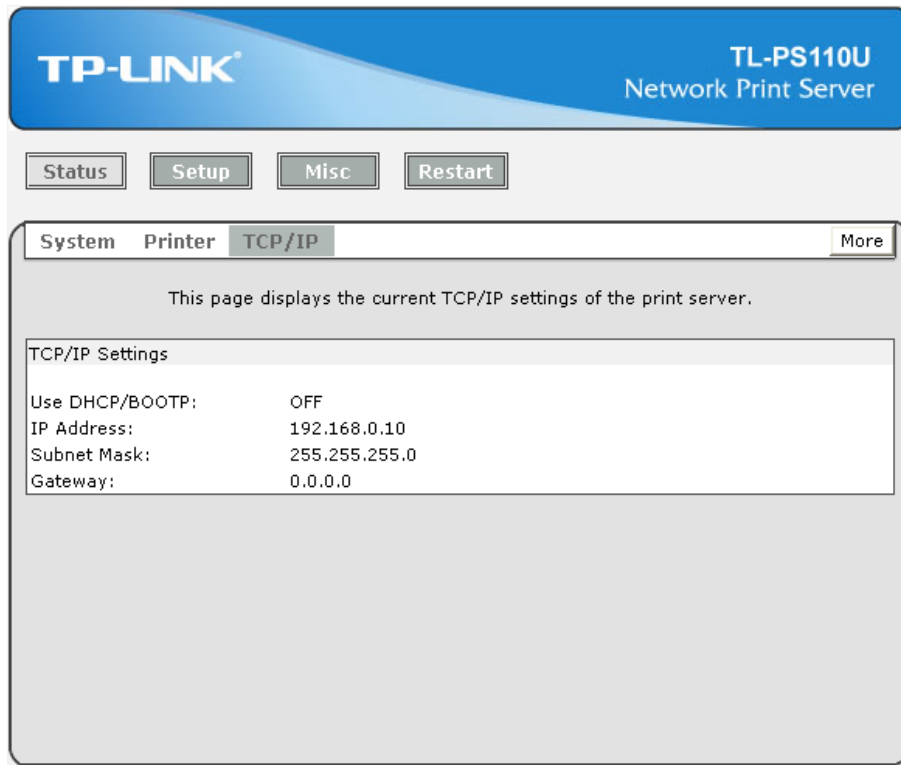 TP-LINK®
TL-PS110U
Network Print Server
Status Setup Misc Restart
System Printer TCP/IP More
This page displays the current TCP/IP settings of the print server.
TCP/IP Settings
Use DHCP/BOOTP: OFF
IP Address: 192.168.0.10
Subnet Mask: 255.255.255.0
Gateway: 0.0.0.0